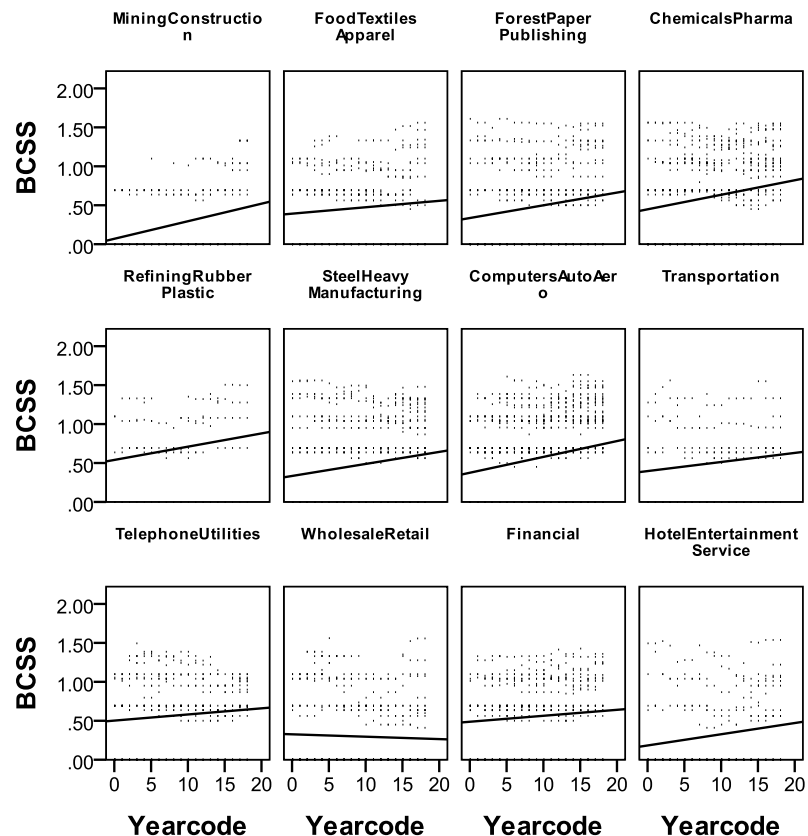 MiningConstructio
n
FoodTextiles
Apparel
ForestPaper
Publishing
ChemicalsPharma
BCSS
2.00
1.50
1.00
.50
.00
RefiningRubber
Plastic
SteelHeavy
Manufacturing
ComputersAutoAer
o
Transportation
BCSS
2.00
1.50
1.00
.50
.00
TelephoneUtilities
WholesaleRetail
Financial
HotelEntertainment
Service
BCSS
2.00
1.50
1.00
.50
.00
0 5 10 15 20
0 5 10 15 20
0 5 10 15 20
0 5 10 15 20
Yearcode
Yearcode
Yearcode
Yearcode